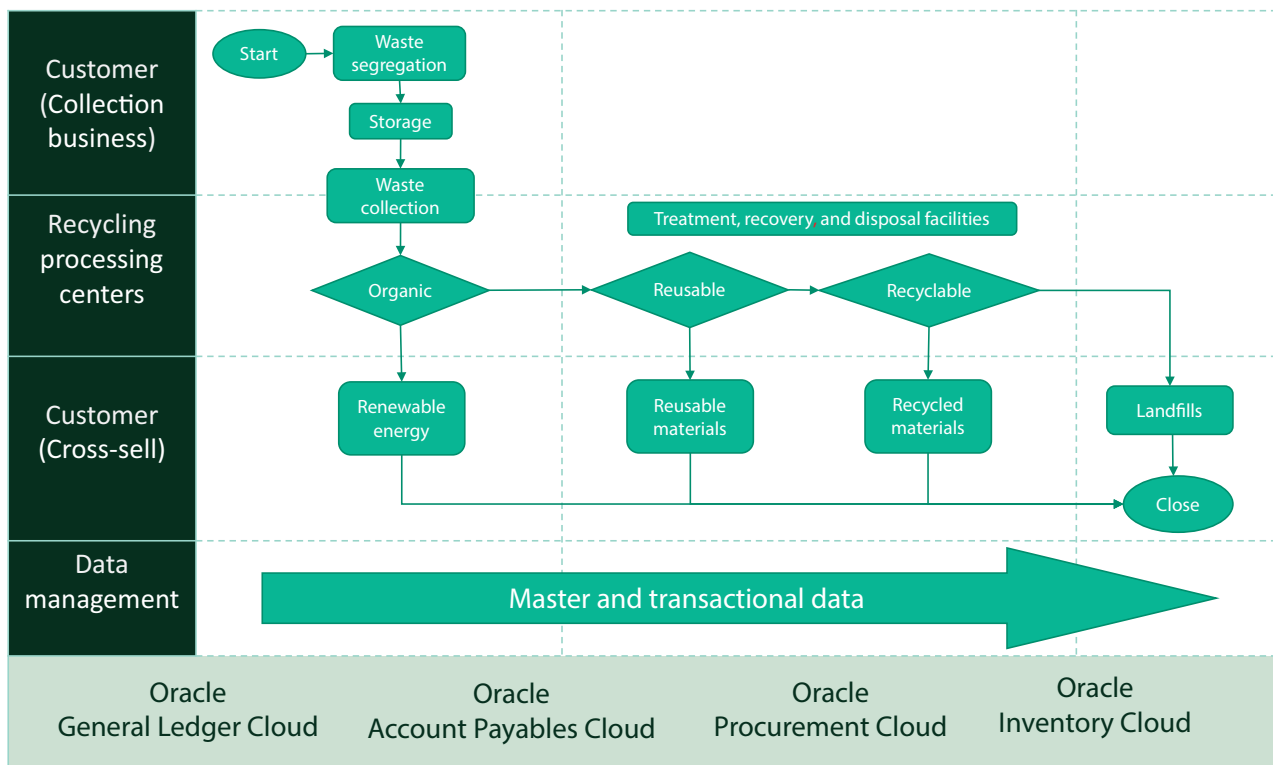 Customer
(Collection
business)
Start
Waste
segregation
Storage
Waste
collection
Recycling
processing
centers
Treatment, recovery, and disposal facilities
Organic
Reusable
Recyclable
Customer
(Cross-sell)
Renewable
energy
Reusable
materials
Recycled
materials
Landfills
Close
Data
management
Master and transactional data
Oracle
General Ledger Cloud
Oracle
Account Payables Cloud
Oracle
Procurement Cloud
Oracle
Inventory Cloud